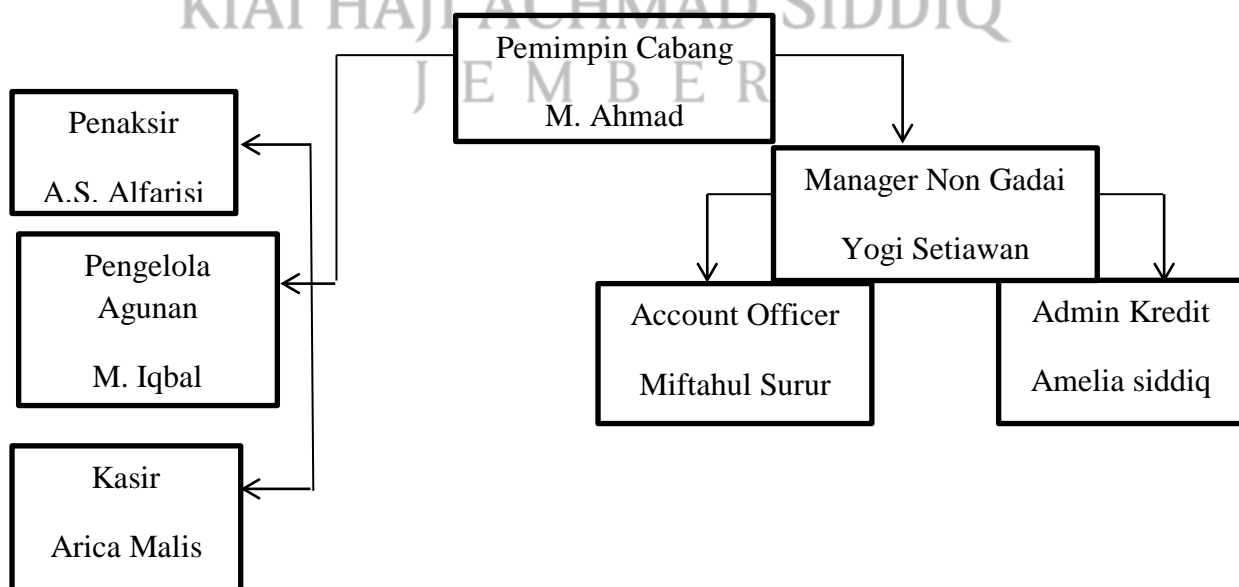 KIAI HAJI ACHMAD SIDDIQ
JEMBER
Pemimpin Cabang
M. Ahmad
Penaksir
A.S. Alfarisi
Manager Non Gadai
Yogi Setiawan
Pengelola
Agunan
M. Iqbal
Account Officer
Miftahul Surur
Admin Kredit
Amelia siddiq
Kasir
Arica Malis